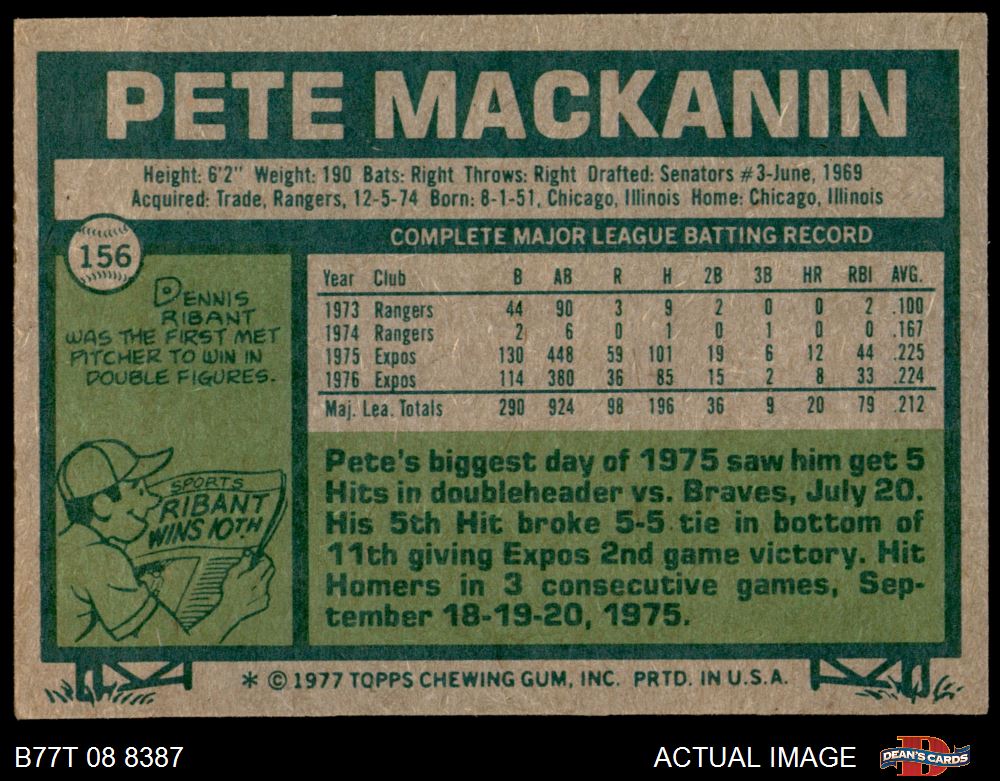 PETE MACKANIN
Height: 6'2" Weight: 190 Bats: Right Throws: Right Drafted: Senators #3-June, 1969
Acquired: Trade, Rangers, 12-5-74 Born: 8-1-51, Chicago, Illinois Home: Chicago, Illinois
156
DENNIS
RIBANT
WAS THE FIRST MET
PITCHER TO WIN IN
DOUBLE FIGURES.
SPORTS
RIBANT
WINS 10TH
COMPLETE MAJOR LEAGUE BATTING RECORD
Year Club B AB R H 2B 3B HR RBI AVG.
1973 Rangers 44 90 3 9 2 0 0 2 .100
1974 Rangers 2 6 0 1 0 1 0 0 .167
1975 Expos 130 448 59 101 19 6 12 44 .225
1976 Expos 114 380 36 85 15 2 8 33 .224
Maj. Lea. Totals 290 924 98 196 36 9 20 79 .212
Pete's biggest day of 1975 saw him get 5
Hits in doubleheader vs. Braves, July 20.
His 5th Hit broke 5-5 tie in bottom of
11th giving Expos 2nd game victory. Hit
Homers in 3 consecutive games, Sep-
tember 18-19-20, 1975.
* © 1977 TOPPS CHEWING GUM, INC. PRTD. IN U.S.A.
B77T 08 8387
ACTUAL IMAGE
DEAN'S CARDS